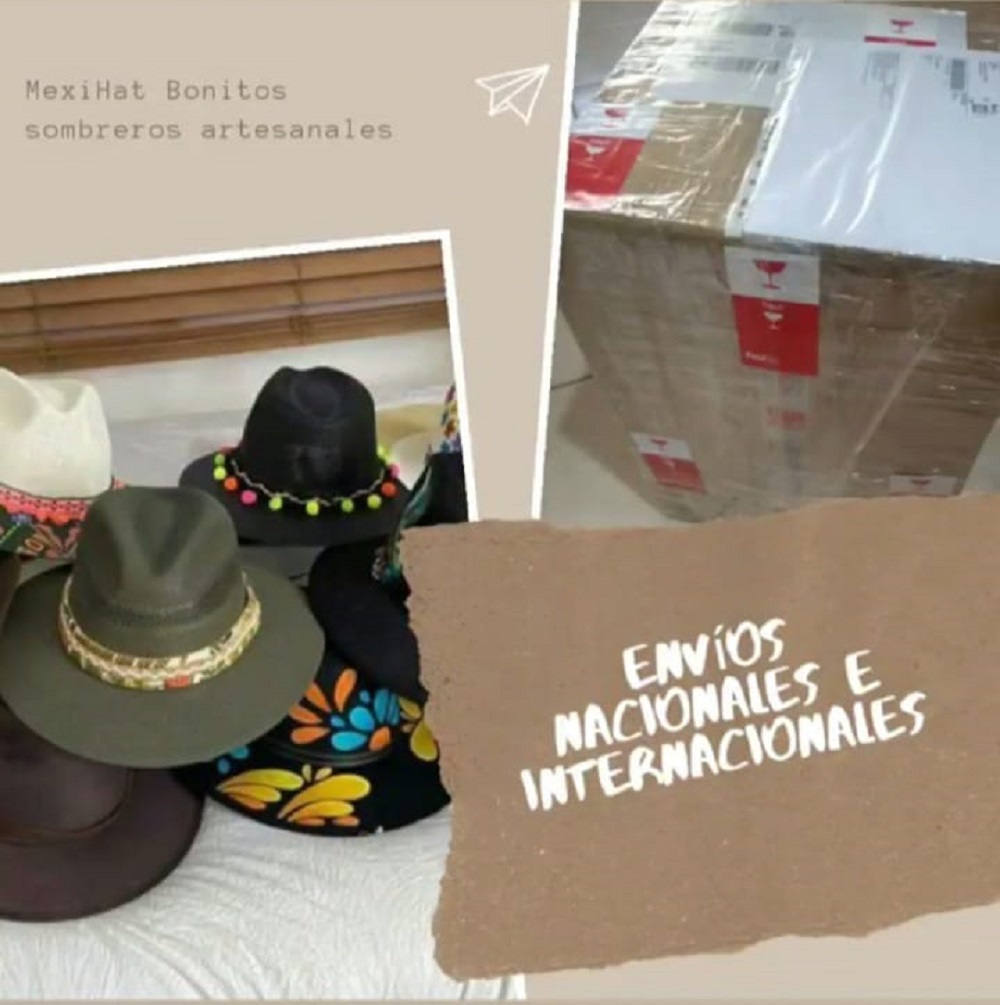 MexiHat Bonitos
sombreros artesanales
ENVÍOS
NACIONALES E
INTERNACIONALES